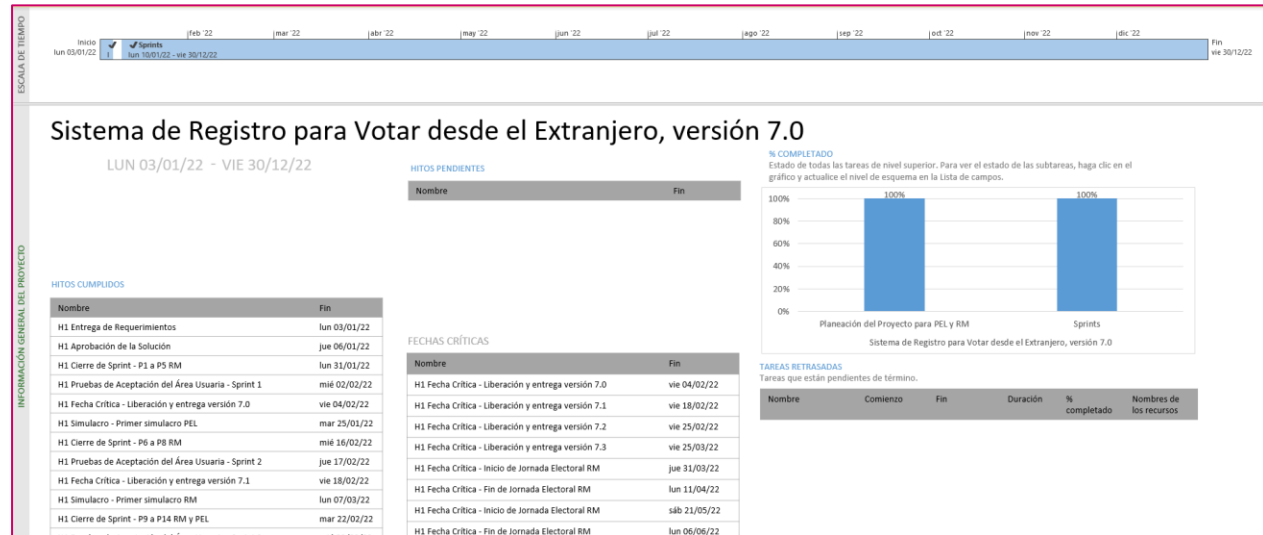 ESCALA DE TIEMPO
feb '22
mar '22
abr '22
may '22
jun '22
jul '22
ago '22
sep '22
oct '22
nov '22
dic '22
Inicio
lun 03/01/22
1
Sprints
lun 10/01/22 - vie 30/12/22
Fin
vie 30/12/22
INFORMACIÓN GENERAL DEL PROYECTO
Sistema de Registro para Votar desde el Extranjero, versión 7.0
LUN 03/01/22 - VIE 30/12/22
HITOS CUMPLIDOS
Nombre Fin
H1 Entrega de Requerimientos lun 03/01/22
H1 Aprobación de la Solución jue 06/01/22
H1 Cierre de Sprint - P1 a P5 RM lun 31/01/22
H1 Pruebas de Aceptación del Área Usuaria - Sprint 1 mié 02/02/22
H1 Fecha Crítica - Liberación y entrega versión 7.0 vie 04/02/22
H1 Simulacro - Primer simulacro PEL mar 25/01/22
H1 Cierre de Sprint - P6 a P8 RM mié 16/02/22
H1 Pruebas de Aceptación del Área Usuaria - Sprint 2 jue 17/02/22
H1 Fecha Crítica - Liberación y entrega versión 7.1 vie 18/02/22
H1 Simulacro - Primer simulacro RM lun 07/03/22
H1 Cierre de Sprint - P9 a P14 RM y PEL mar 22/02/22
HITOS PENDIENTES
Nombre Fin
FECHAS CRÍTICAS
Nombre Fin
H1 Fecha Crítica - Liberación y entrega versión 7.0 vie 04/02/22
H1 Fecha Crítica - Liberación y entrega versión 7.1 vie 18/02/22
H1 Fecha Crítica - Liberación y entrega versión 7.2 vie 25/02/22
H1 Fecha Crítica - Liberación y entrega versión 7.3 vie 25/03/22
H1 Fecha Crítica - Inicio de Jornada Electoral RM jue 31/03/22
H1 Fecha Crítica - Fin de Jornada Electoral RM lun 11/04/22
H1 Fecha Crítica - Inicio de Jornada Electoral RM sáb 21/05/22
H1 Fecha Crítica - Fin de Jornada Electoral RM lun 06/06/22
% COMPLETADO
Estado de todas las tareas de nivel superior. Para ver el estado de las subtareas, haga clic en el
gráfico y actualice el nivel de esquema en la Lista de campos.
100% 100%
100%
80%
60%
40%
20%
0%
Planeación del Proyecto para PEL y RM Sprints
Sistema de Registro para Votar desde el Extranjero, versión 7.0
TAREAS RETRASADAS
Tareas que están pendientes de término.
Nombre Comienzo Fin Duración % completado Nombres de los recursos